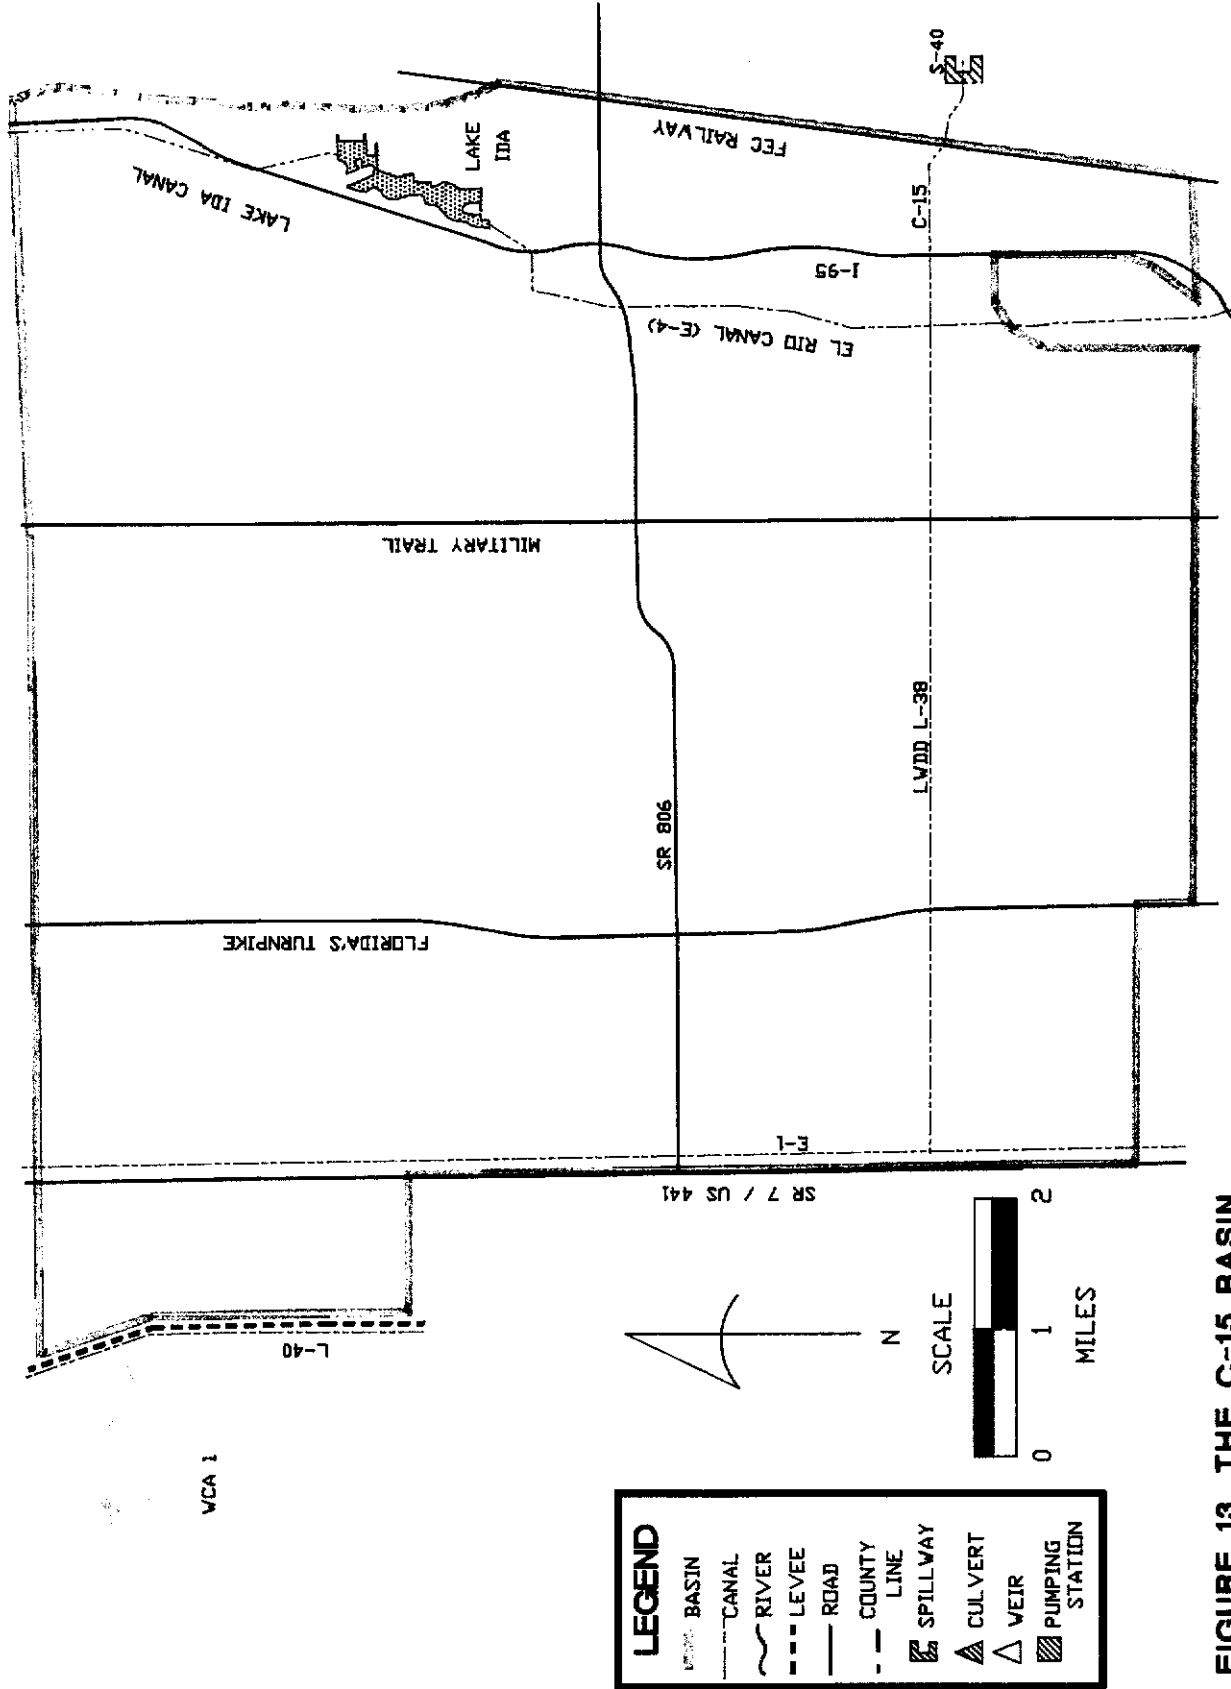 WCA 1
L-40
SR 7 / US 441
E-1
FLORIDA'S TURNPIKE
SR 806
MILITARY TRAIL
LWDD L-38
LAKE IDA CANAL
LAKE
IDA
EL RIO CANAL (E-4)
I-95
C-15
FEC RAILWAY
S-40
N
SCALE
0
1
2
MILES
LEGEND
BASIN
CANAL
RIVER
LEVEE
ROAD
COUNTY
LINE
SPILLWAY
CULVERT
WEIR
PUMPING
STATION
FIGURE 13. THE C-15 BASIN